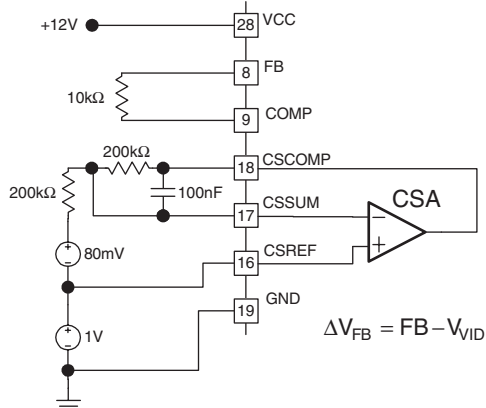 +12V
28
VCC
8
FB
10kΩ
9
COMP
200kΩ
18
CSCOMP
200kΩ
100nF
CSA
17
CSSUM
−
80mV
16
CSREF
+
19
GND
1V
ΔV_FB = FB − V_VID